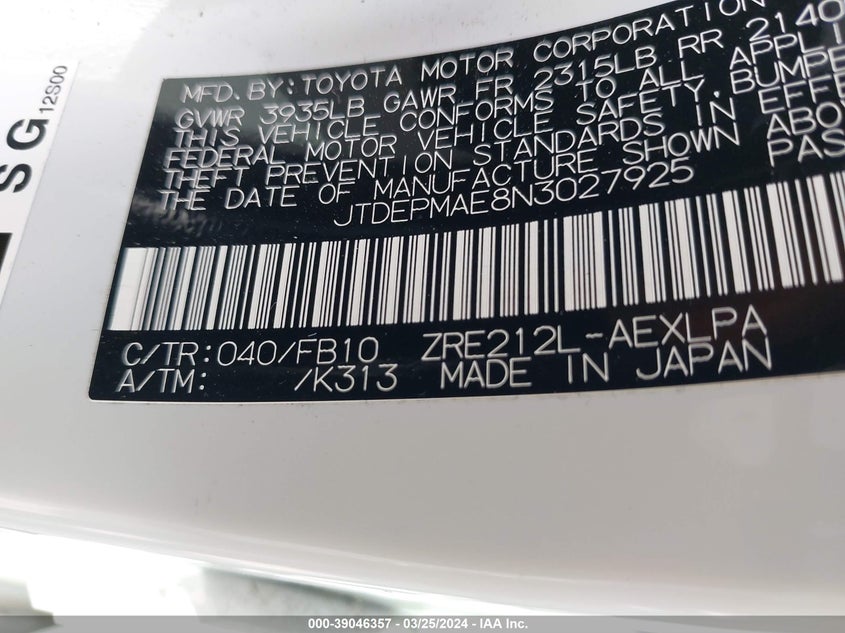 SG 12S00
MFD. BY: TOYOTA MOTOR CORPORATION
GVWR 3935LB GAWR FR 2315LB RR 2140
THIS VEHICLE CONFORMS TO ALL APPLI
FEDERAL MOTOR VEHICLE SAFETY, BUMPE
THEFT PREVENTION STANDARDS IN EFFE
THE DATE OF MANUFACTURE SHOWN ABOV
JTDEPMAE8N3027925 PAS
C/TR: 040/FB10 ZRE212L-AEXLPA
A/TM: /K313 MADE IN JAPAN
000-39046357 - 03/25/2024 - IAA Inc.